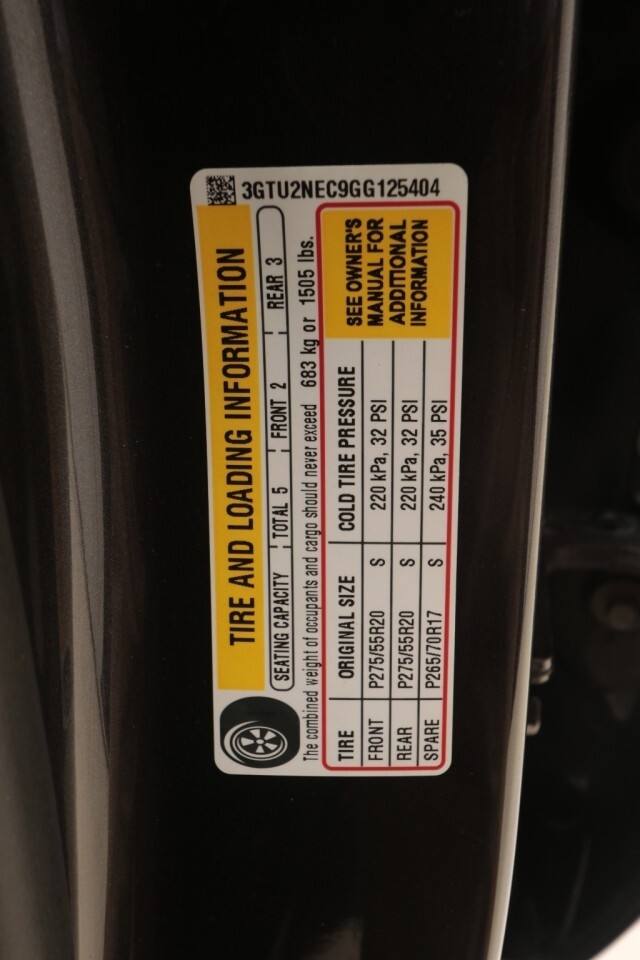 3GTU2NEC9GG125404
TIRE AND LOADING INFORMATION
SEATING CAPACITY TOTAL 5 FRONT 2 REAR 3
The combined weight of occupants and cargo should never exceed 683 kg or 1505 lbs.
TIRE ORIGINAL SIZE COLD TIRE PRESSURE
FRONT P275/55R20 S 220 kPa, 32 PSI
REAR P275/55R20 S 220 kPa, 32 PSI
SPARE P265/70R17 S 240 kPa, 35 PSI
SEE OWNER'S
MANUAL FOR
ADDITIONAL
INFORMATION